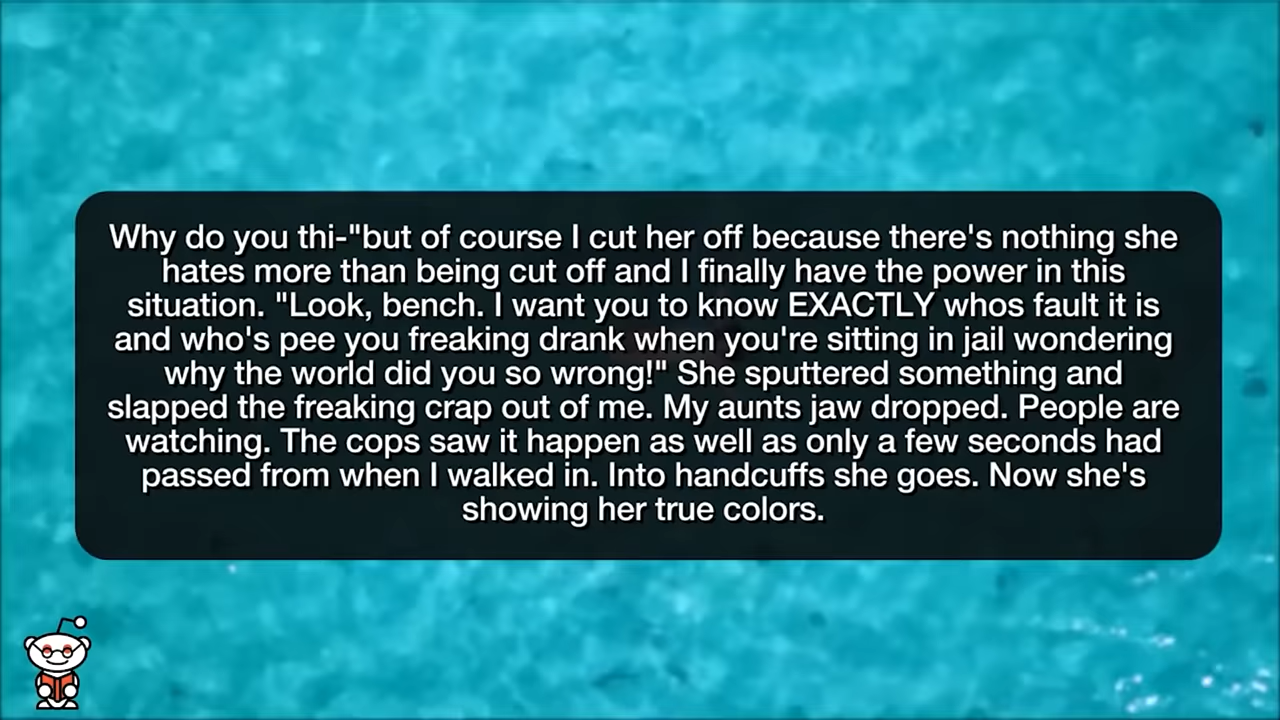 Why do you thi-"but of course I cut her off because there's nothing she
hates more than being cut off and I finally have the power in this
situation. "Look, bench. I want you to know EXACTLY whos fault it is
and who's pee you freaking drank when you're sitting in jail wondering
why the world did you so wrong!" She sputtered something and
slapped the freaking crap out of me. My aunts jaw dropped. People are
watching. The cops saw it happen as well as only a few seconds had
passed from when I walked in. Into handcuffs she goes. Now she's
showing her true colors.